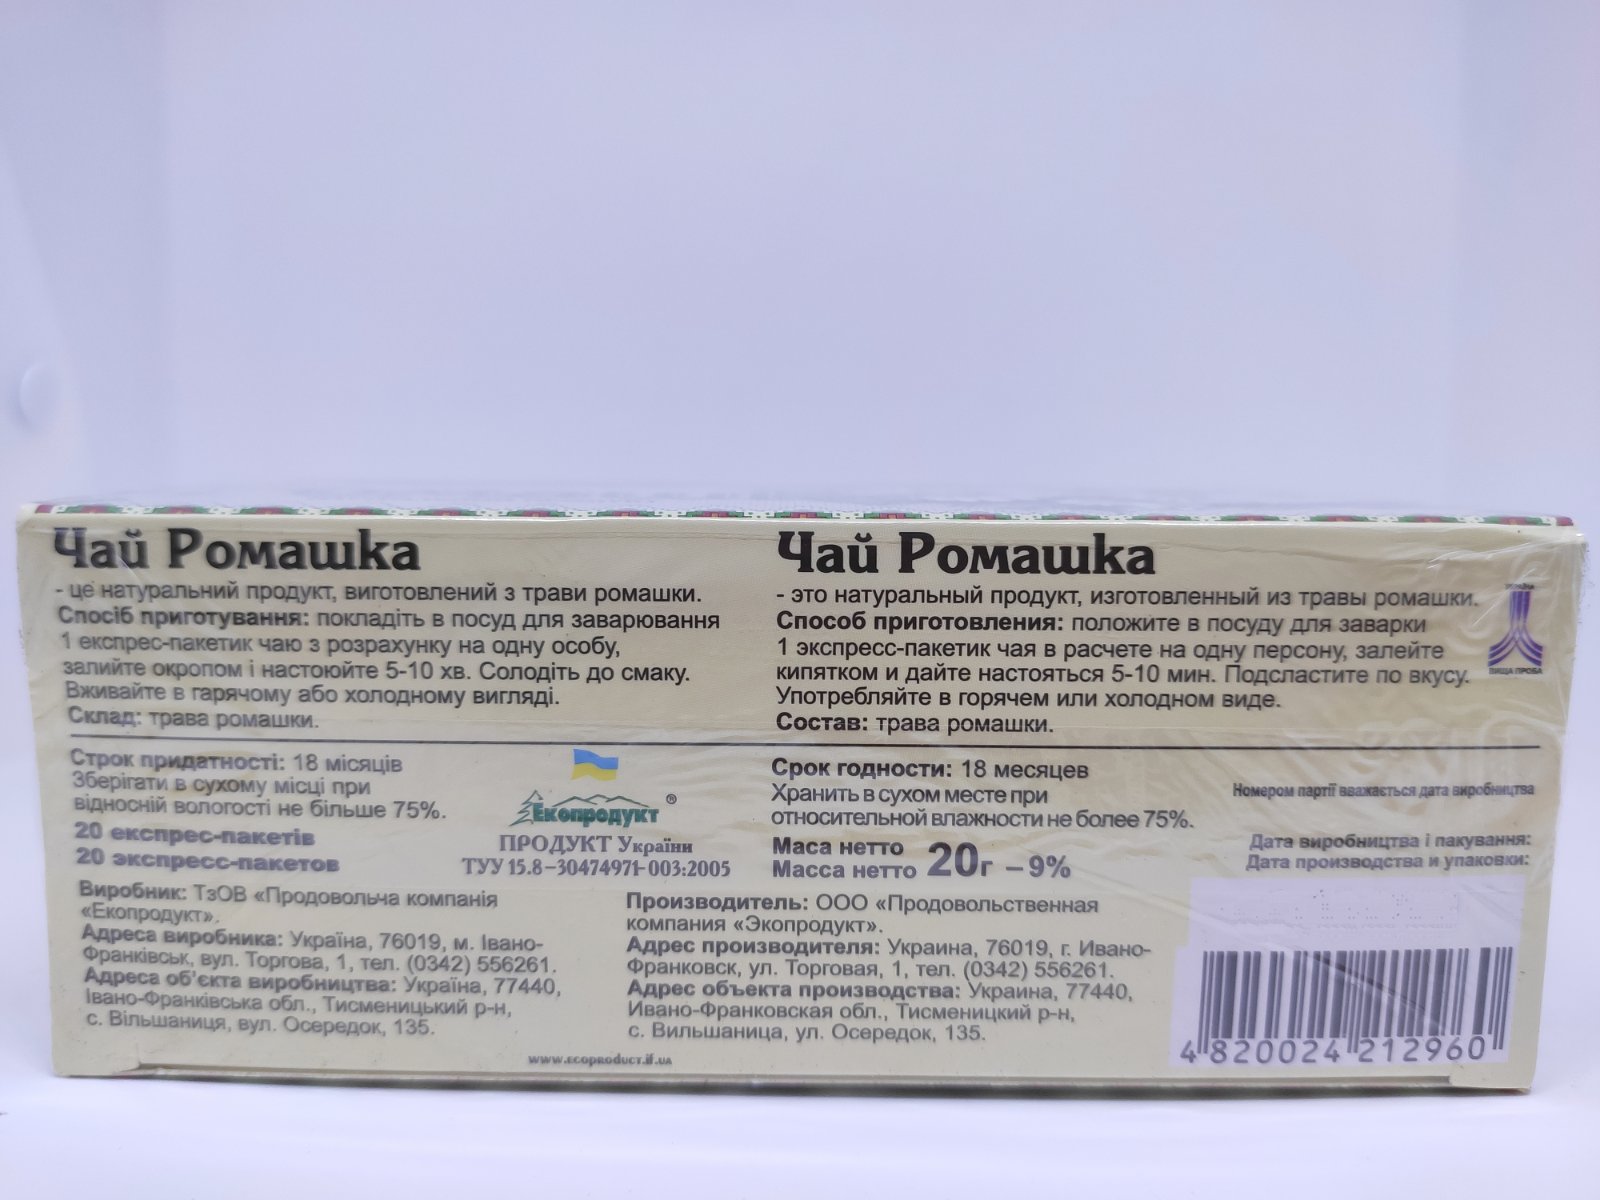 Чай Ромашка
- це натуральний продукт, виготовлений з трави ромашки.
Спосіб приготування: покладіть в посуд для заварювання
1 експрес-пакетик чаю з розрахунку на одну особу,
залийте окропом і настоюйте 5-10 хв. Солодіть до смаку.
Вживайте в гарячому або холодному вигляді.
Склад: трава ромашки.
Чай Ромашка
- это натуральный продукт, изготовленный из травы ромашки.
Способ приготовления: положите в посуду для заварки
1 экспресс-пакетик чая в расчете на одну персону, залейте
кипятком и дайте настояться 5-10 мин. Подсластите по вкусу.
Употребляйте в горячем или холодном виде.
Состав: трава ромашки.
УКРАЇНА
ВИЩА ПРОБА
Строк придатності: 18 місяців
Зберігати в сухому місці при
відносній вологості не більше 75%.
20 експрес-пакетів
20 экспресс-пакетов
Екопродукт®
ПРОДУКТ України
ТУУ 15.8-30474971-003:2005
Срок годности: 18 месяцев
Хранить в сухом месте при
относительной влажности не более 75%.
Маса нетто
Масса нетто 20г – 9%
Номером партії вважається дата виробництва
Дата виробництва і пакування:
Дата производства и упаковки:
Виробник: ТзОВ «Продовольча компанія
«Екопродукт».
Адреса виробника: Україна, 76019, м. Івано-
Франківськ, вул. Торгова, 1, тел. (0342) 556261.
Адреса об'єкта виробництва: Україна, 77440,
Івано-Франківська обл., Тисменицький р-н,
с. Вільшаниця, вул. Осередок, 135.
Производитель: ООО «Продовольственная
компания «Экопродукт».
Адрес производителя: Украина, 76019, г. Ивано-
Франковск, ул. Торговая, 1, тел. (0342) 556261.
Адрес объекта производства: Украина, 77440,
Ивано-Франковская обл., Тисменицкий р-н,
с. Вильшаница, ул. Осередок, 135.
www.ecoproduct.if.ua
4 820024 212960